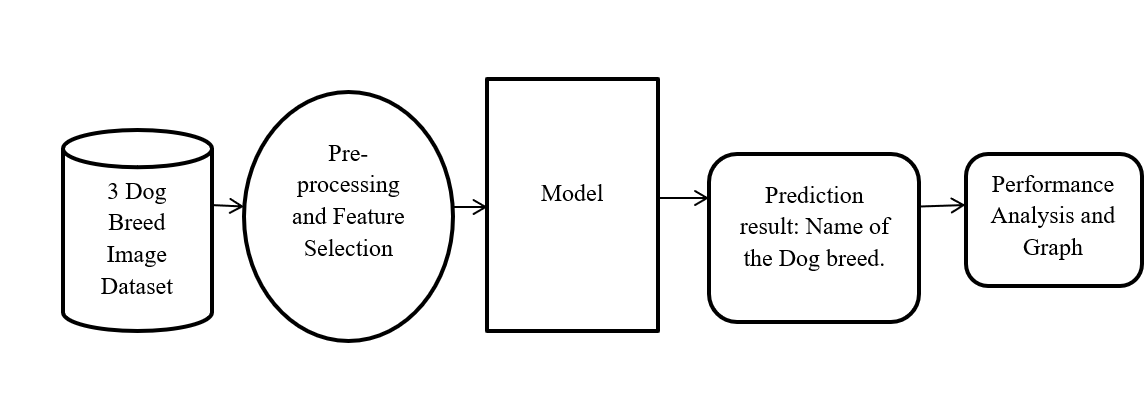 3 Dog
Breed
Image
Dataset
Pre-
processing
and Feature
Selection
Model
Prediction
result: Name of
the Dog breed.
Performance
Analysis and
Graph